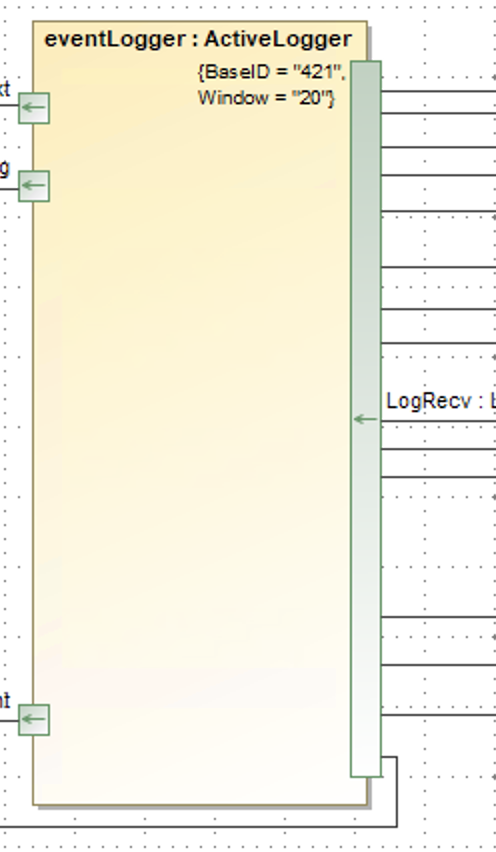 eventLogger : ActiveLogger
{BaseID = "421",
Window = "20"}
LogRecv :